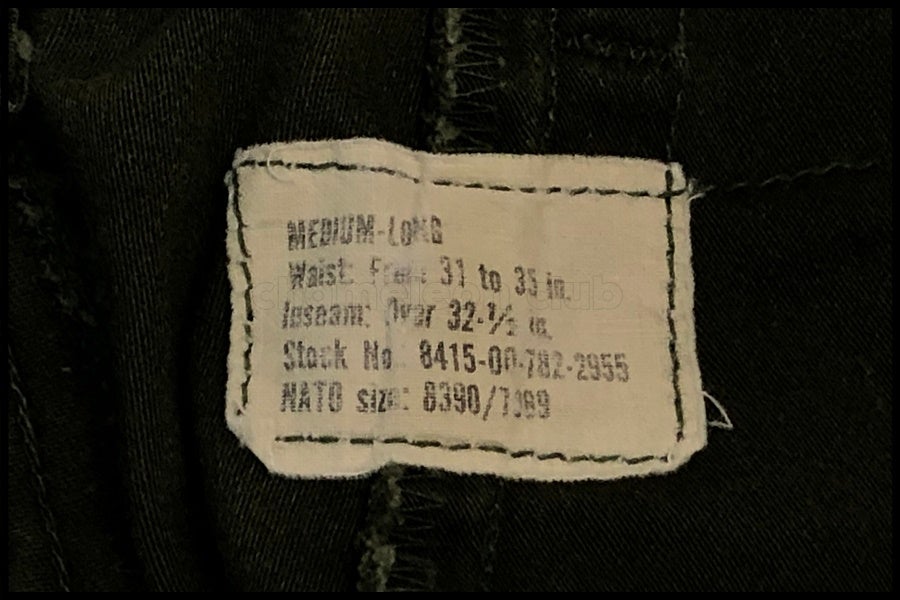 MEDIUM-LONG
Waist: From 31 to 35 in.
Inseam: Over 32-1/2 in.
Stock No. 8415-00-782-2955
NATO size: 8390/7989
club